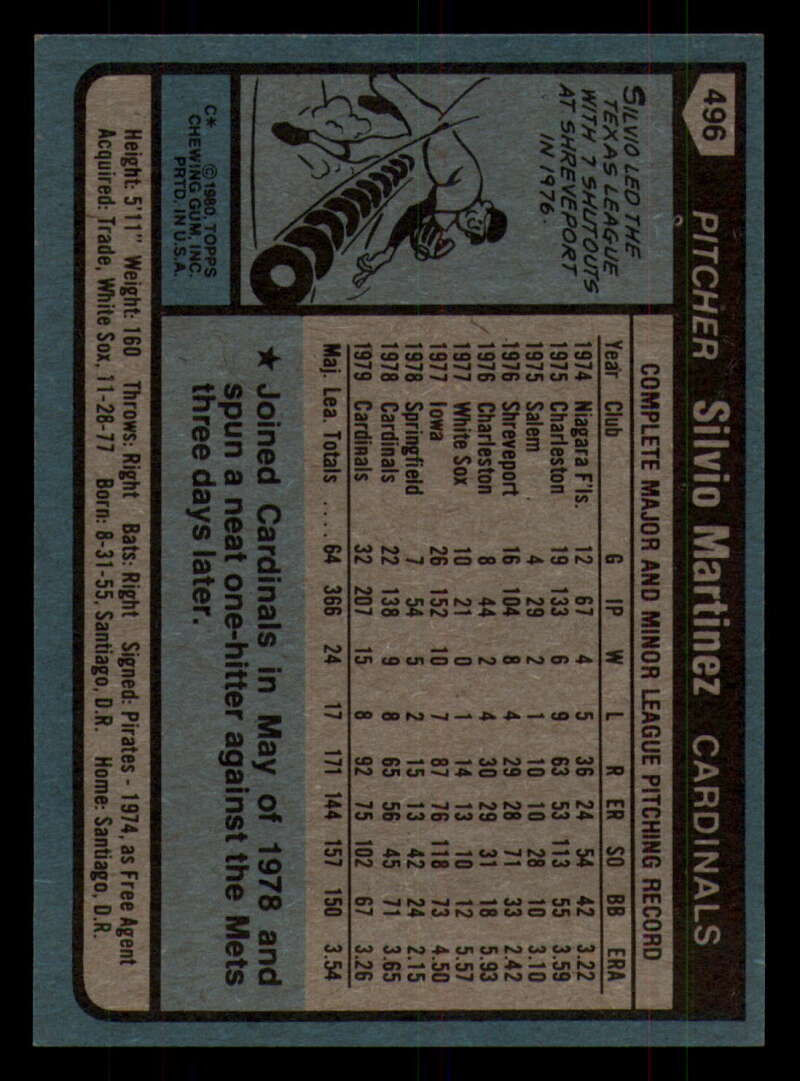 496 PITCHER Silvio Martinez CARDINALS
SILVIO LED THE
TEXAS LEAGUE
WITH 7 SHUTOUTS
AT SHREVEPORT
IN 1976.
C* ©1980, TOPPS
CHEWING GUM, INC.
PRTD. IN U.S.A.
COMPLETE MAJOR AND MINOR LEAGUE PITCHING RECORD
Year Club G IP W L R ER SO BB ERA
1974 Niagara F'ls. 12 67 4 5 36 24 54 42 3.22
1975 Charleston 19 133 6 9 63 53 113 55 3.59
1975 Salem 4 29 2 1 10 10 28 10 3.10
1976 Shreveport 16 104 8 4 29 28 71 33 2.42
1976 Charleston 8 44 2 4 30 29 31 18 5.93
1977 White Sox 10 21 0 1 14 13 10 12 5.57
1977 Iowa 26 152 10 7 87 76 118 73 4.50
1978 Springfield 7 54 5 2 15 13 42 24 2.15
1978 Cardinals 22 138 9 8 65 56 45 71 3.65
1979 Cardinals 32 207 15 8 92 75 102 67 3.26
Maj. Lea. Totals .... 64 366 24 17 171 144 157 150 3.54
★ Joined Cardinals in May of 1978 and
spun a neat one-hitter against the Mets
three days later.
Height: 5'11" Weight: 160 Throws: Right Bats: Right Signed: Pirates - 1974, as Free Agent
Acquired: Trade, White Sox, 11-28-77 Born: 8-31-55, Santiago, D.R. Home: Santiago, D.R.